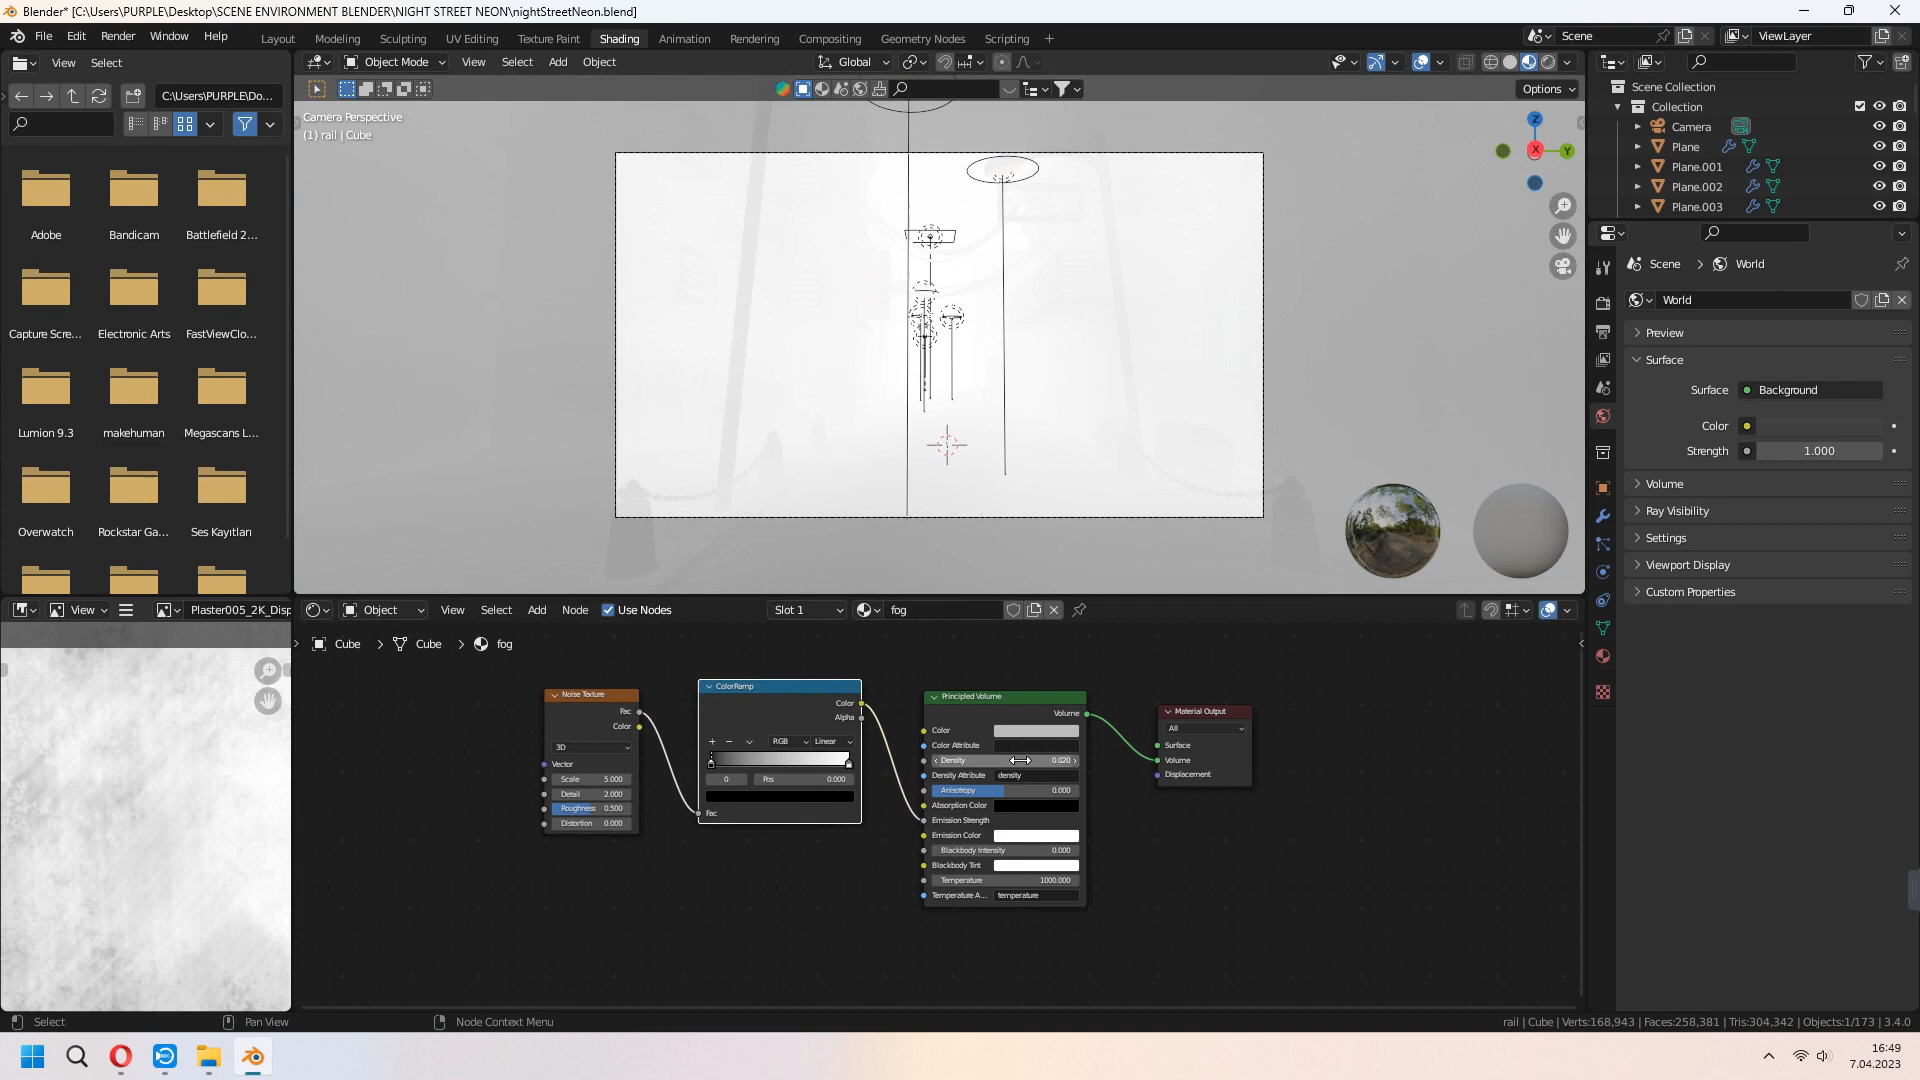 Blender* [C:\Users\PURPLE\Desktop\SCENE ENVIRONMENT BLENDER\NIGHT STREET NEON\nightStreetNeon.blend]
File Edit Render Window Help
Layout Modeling Sculpting UV Editing Texture Paint Shading Animation Rendering Compositing Geometry Nodes Scripting +
Scene
ViewLayer
View Select
Object Mode View Select Add Object
Global
C:\Users\PURPLE\Do...
Options
Camera Perspective
(1) rail | Cube
Z
X
Y
Adobe
Bandicam
Battlefield 2...
Capture Scre...
Electronic Arts
FastViewClo...
Lumion 9.3
makehuman
Megascans L...
Overwatch
Rockstar Ga...
Ses Kayıtları
Scene Collection
Collection
Camera
Plane
Plane.001
Plane.002
Plane.003
Scene > World
World
Preview
Surface
Surface Background
Color
Strength 1.000
Volume
Ray Visibility
Settings
Viewport Display
Custom Properties
View
Plaster005_2K_Disp
Object View Select Add Node Use Nodes
Slot 1
fog
Cube > Cube > fog
Noise Texture
Fac
Color
3D
Vector
Scale 5.000
Detail 2.000
Roughness 0.500
Distortion 0.000
ColorRamp
Color
Alpha
+ − RGB Linear
0 Pos 0.000
Fac
Principled Volume
Volume
Color
Color Attribute
Density 0.020
Density Attribute density
Anisotropy 0.000
Absorption Color
Emission Strength
Emission Color
Blackbody Intensity 0.000
Blackbody Tint
Temperature 1000.000
Temperature A... temperature
Material Output
All
Surface
Volume
Displacement
Select
Pan View
Node Context Menu
rail | Cube | Verts:168,943 | Faces:258,381 | Tris:304,342 | Objects:1/173 | 3.4.0
REC
16:49
7.04.2023